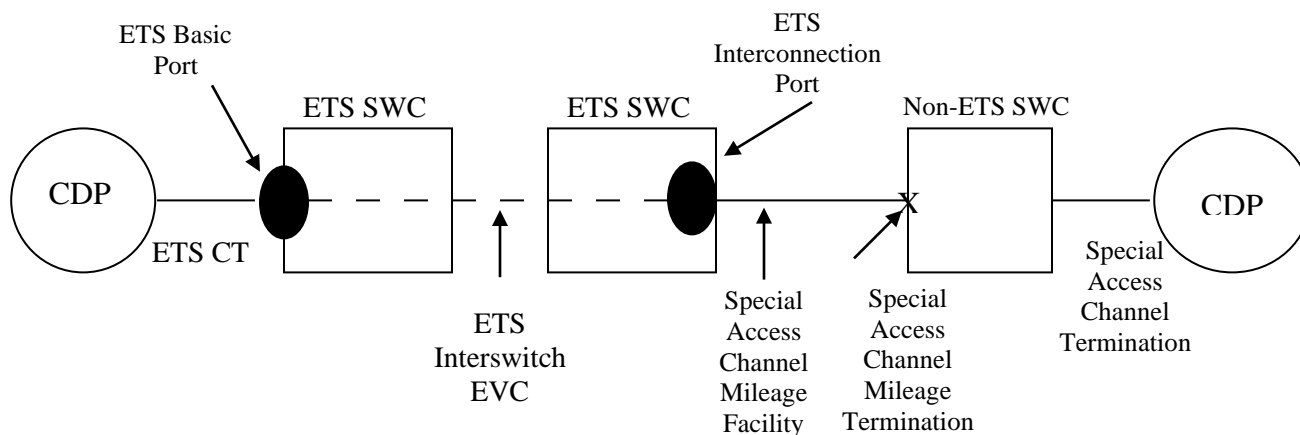 ETS Basic
Port
ETS
Interconnection
Port
ETS SWC
ETS SWC
Non-ETS SWC
CDP
CDP
ETS CT
ETS
Interswitch
EVC
Special
Access
Channel
Mileage
Facility
X
Special
Access
Channel
Mileage
Termination
Special
Access
Channel
Termination